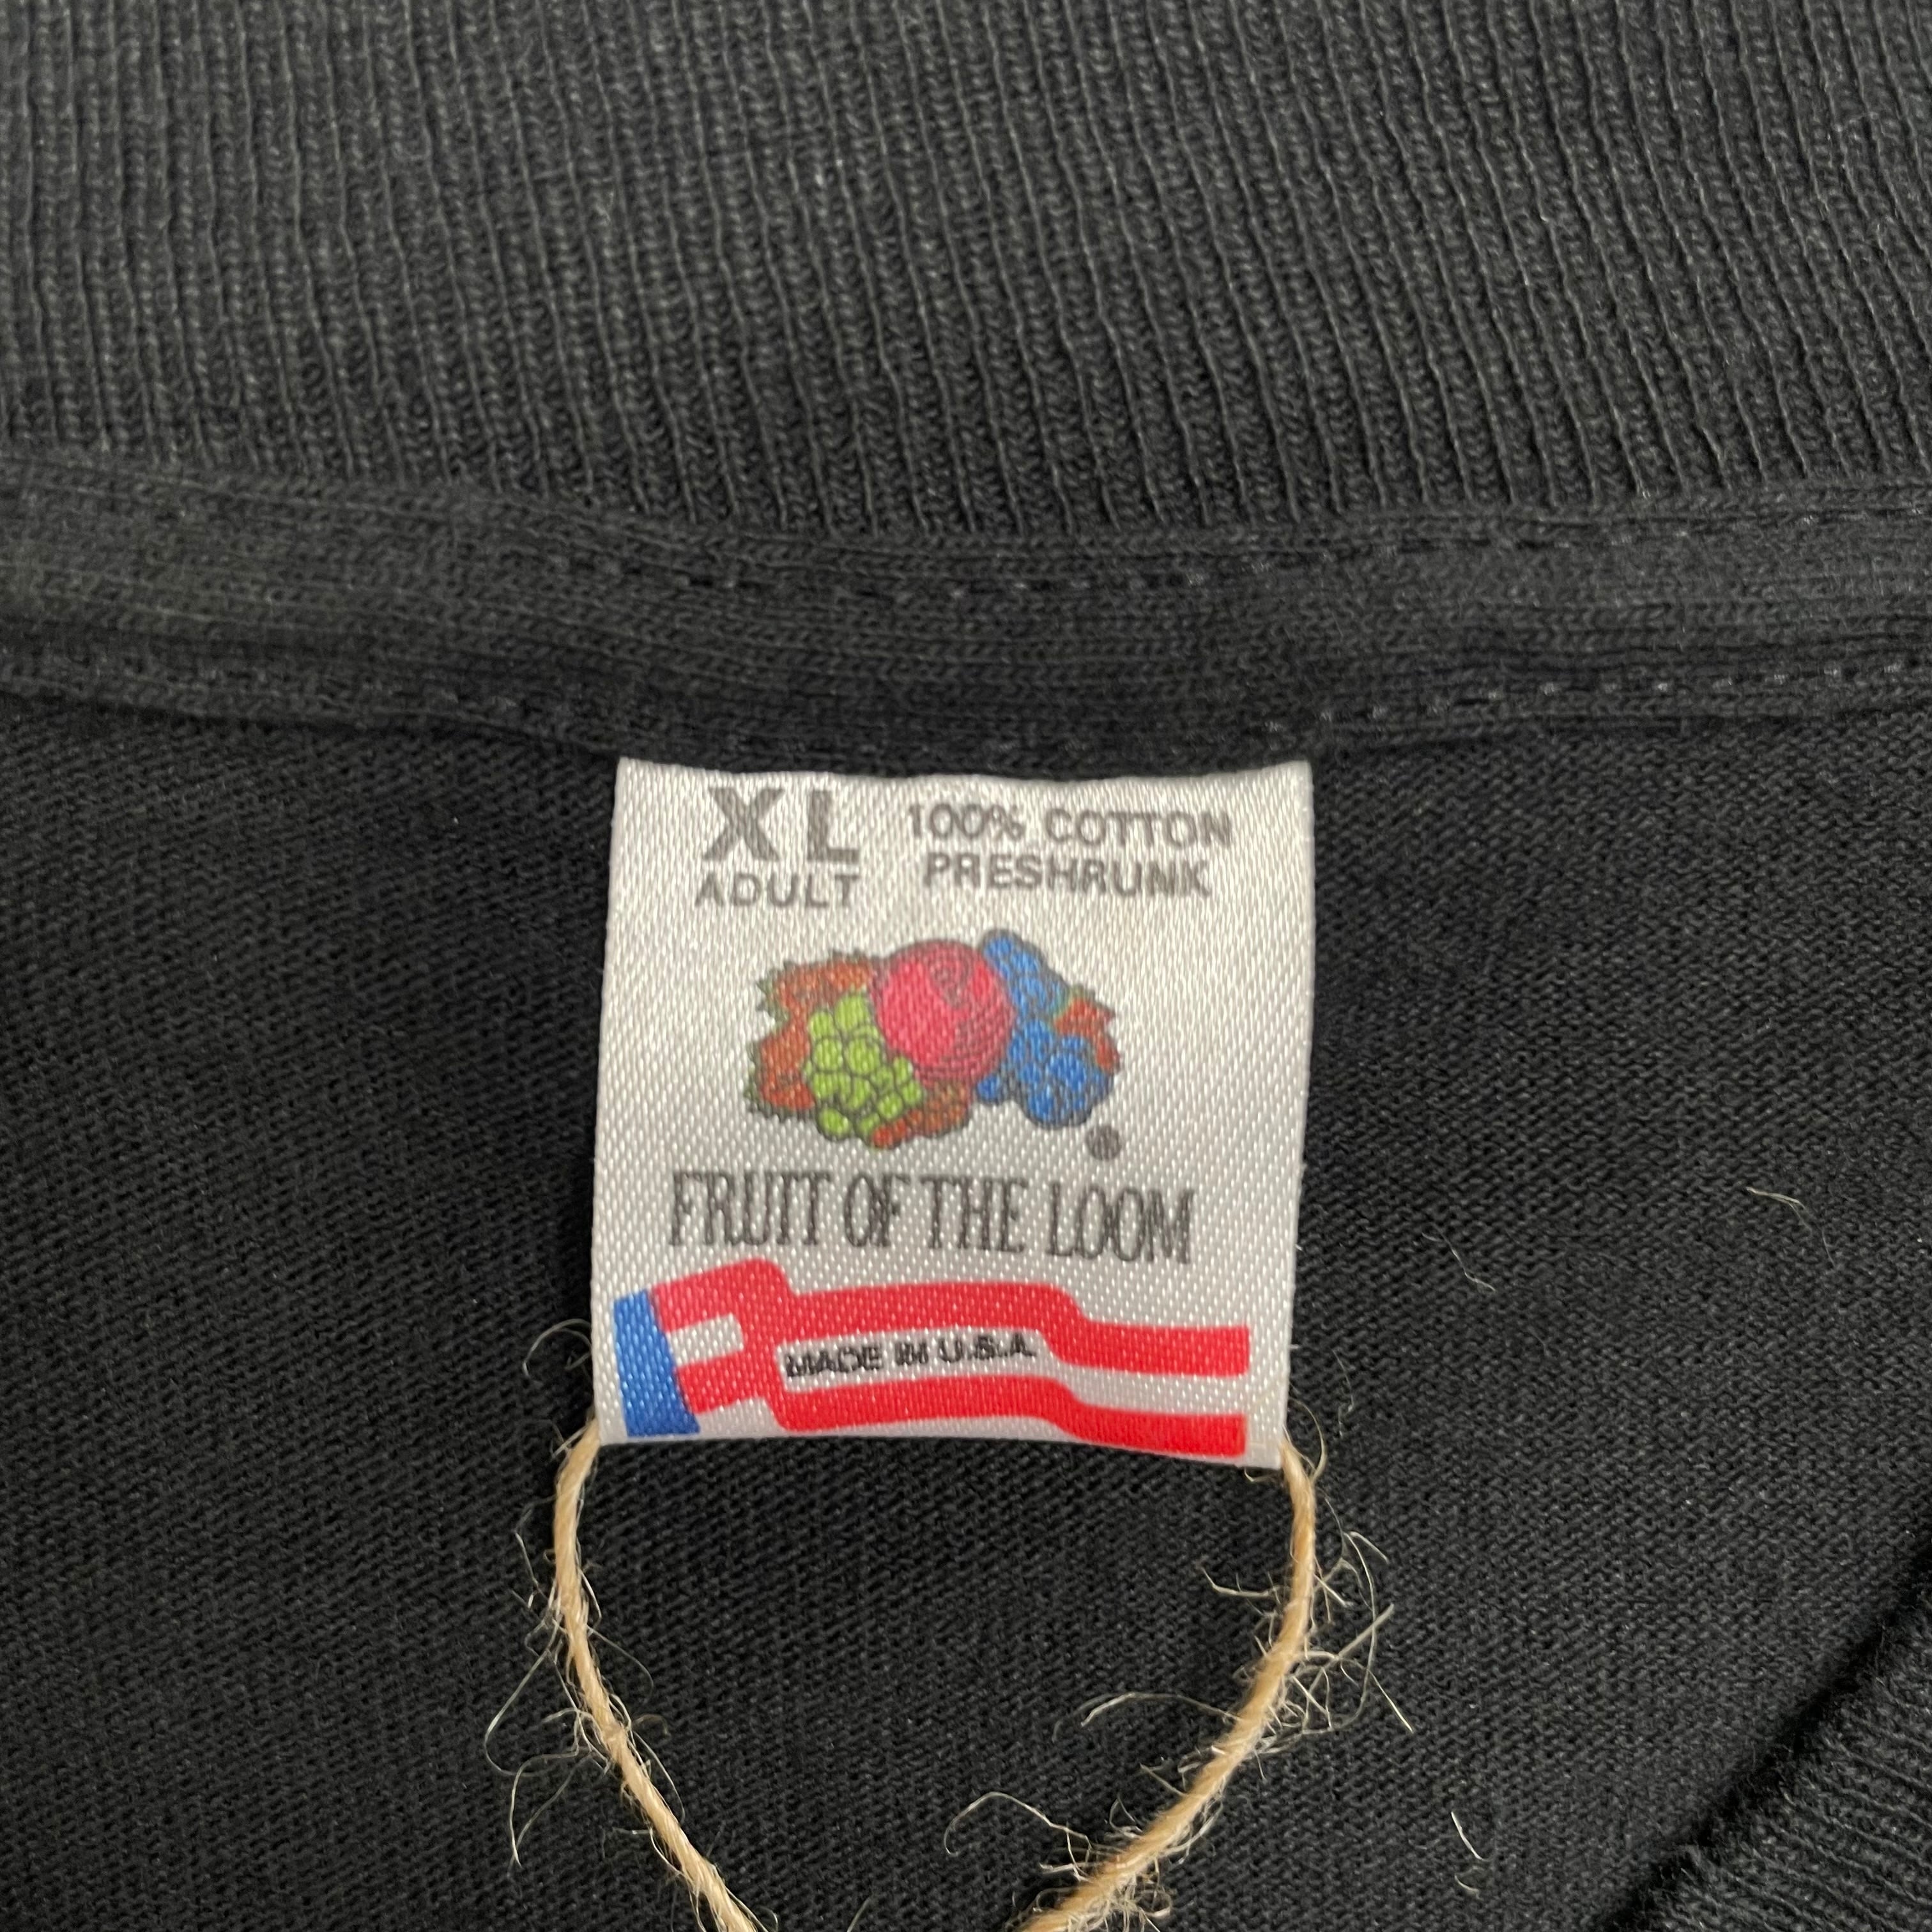 XL 100% COTTON
ADULT PRESHRUNK
FRUIT OF THE LOOM
MADE IN U.S.A.